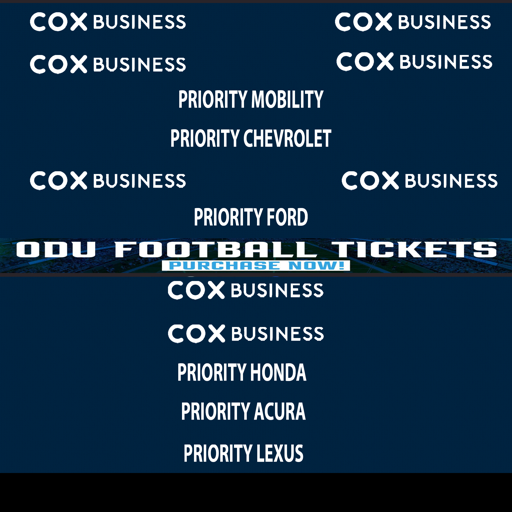 COX BUSINESS COX BUSINESS
COX BUSINESS COX BUSINESS
PRIORITY MOBILITY
PRIORITY CHEVROLET
COX BUSINESS COX BUSINESS
PRIORITY FORD
ODU FOOTBALL TICKETS
PURCHASE NOW!
COX BUSINESS
COX BUSINESS
PRIORITY HONDA
PRIORITY ACURA
PRIORITY LEXUS